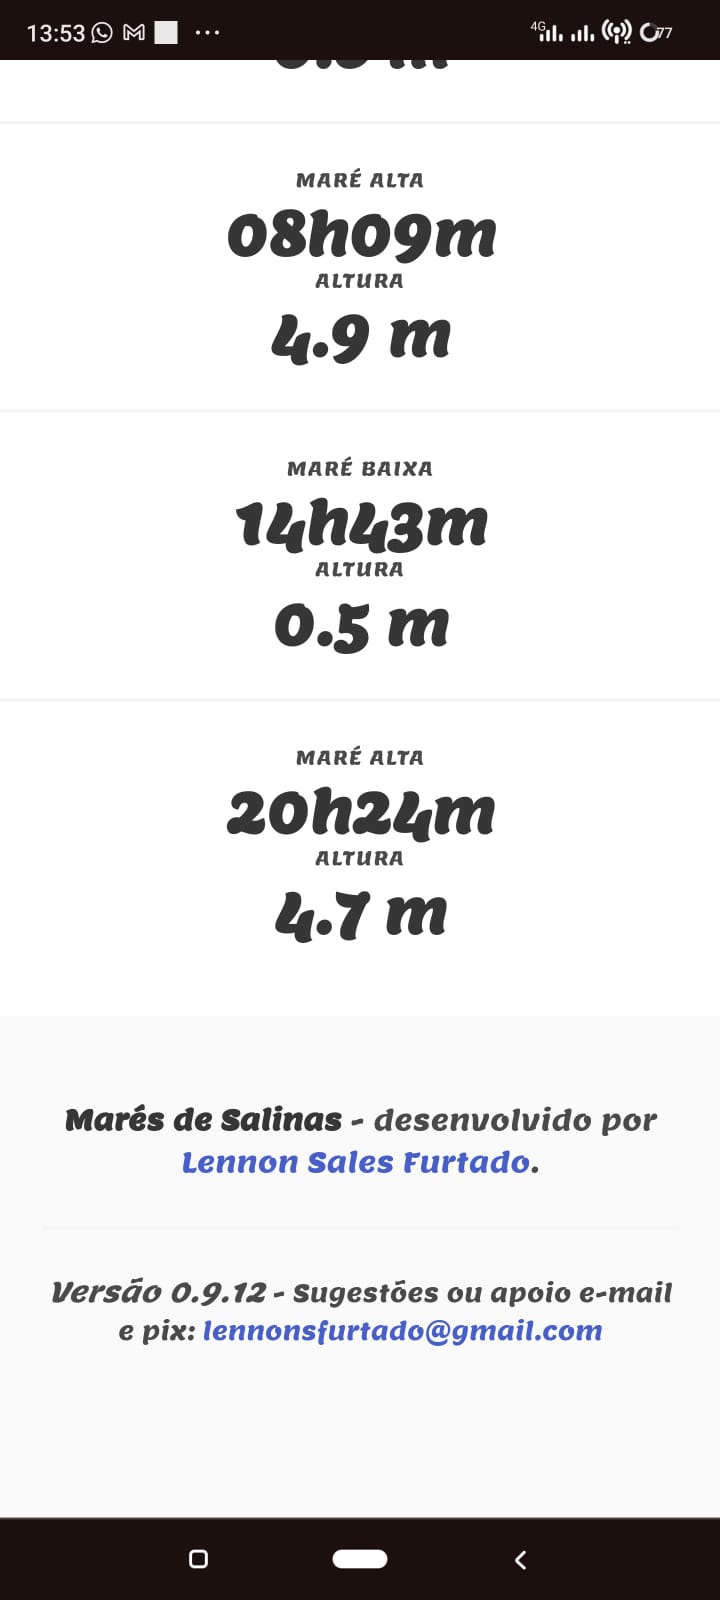 13:53
4G
77
MARÉ ALTA
08h09m
ALTURA
4.9 m
MARÉ BAIXA
14h43m
ALTURA
0.5 m
MARÉ ALTA
20h24m
ALTURA
4.7 m
Marés de Salinas - desenvolvido por
Lennon Sales Furtado.
Versão 0.9.12 - Sugestões ou apoio e-mail
e pix: lennonsfurtado@gmail.com